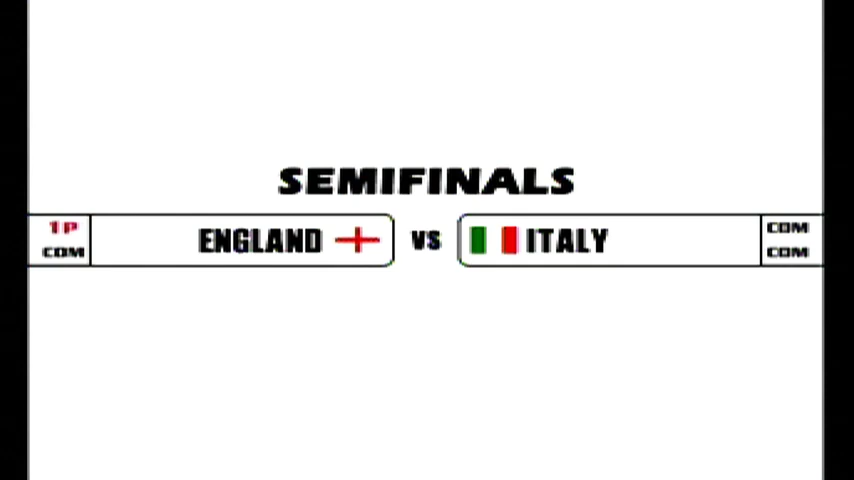 SEMIFINALS
1P
COM
ENGLAND
VS
ITALY
COM
COM